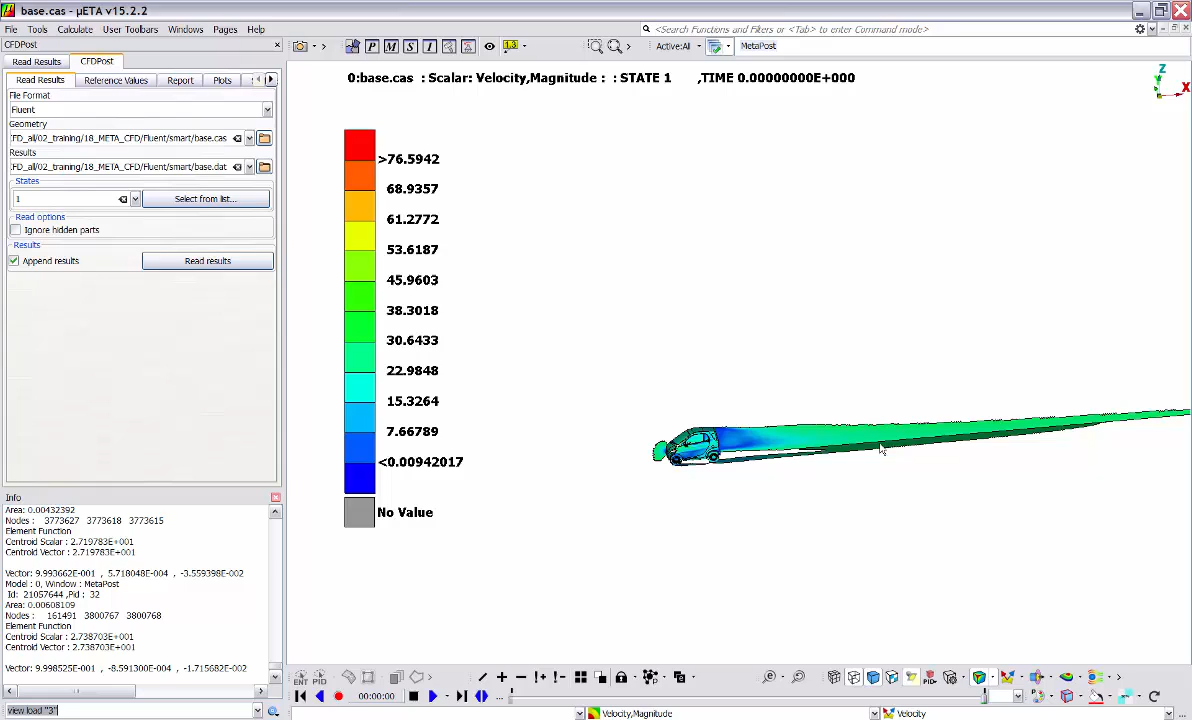 base.cas - µETA v15.2.2
File Tools Calculate User Toolbars Windows Pages Help
<Search Functions and Filters or <Tab> to enter Command mode>
CFDPost
Read Results CFDPost
Active:All MetaPost
Read Results Reference Values Report Plots
0:base.cas : Scalar: Velocity,Magnitude : : STATE 1 ,TIME 0.00000000E+000
Z
X
File Format
Fluent
Geometry
:FD_all/02_training/18_META_CFD/Fluent/smart/base.cas
Results
:FD_all/02_training/18_META_CFD/Fluent/smart/base.dat
States
1 Select from list...
Read options
Ignore hidden parts
Results
Append results Read results
>76.5942
68.9357
61.2772
53.6187
45.9603
38.3018
30.6433
22.9848
15.3264
7.66789
<0.00942017
No Value
Info
Area: 0.00432392
Nodes : 3773627 3773618 3773615
Element Function
Centroid Scalar : 2.719783E+001
Centroid Vector : 2.719783E+001
Vector: 9.993662E-001 , 5.718048E-004 , -3.559398E-002
Model : 0, Window : MetaPost
Id: 21057644 ,Pid : 32
Area: 0.00608109
Nodes : 161491 3800767 3800768
Element Function
Centroid Scalar : 2.738703E+001
Centroid Vector : 2.738703E+001
Vector: 9.998525E-001 , -8.591300E-004 , -1.715682E-002
view load "3"
ENT PID
PID
00:00:00
Velocity,Magnitude
Velocity